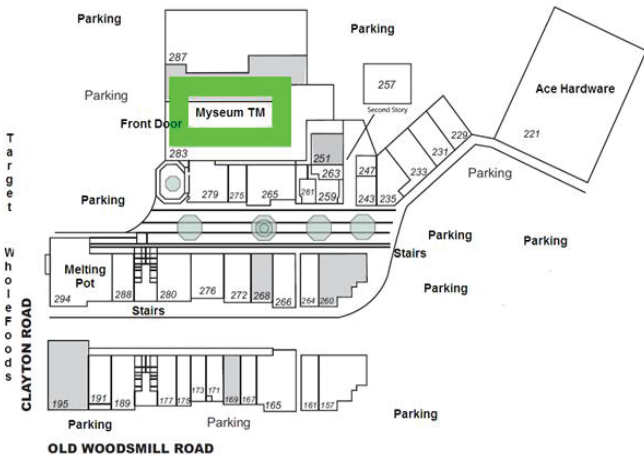 Parking
Parking
287
257
Second Story
Ace Hardware
221
Parking
Myseum TM
Front Door
283
251
263
247
229
231
233
Parking
Target
Parking
279
275
265
261
259
243
235
Parking
Parking
WholeFoods
Melting
Pot
294
288
280
276
272
268
266
264
260
Stairs
Stairs
Parking
CLAYTON ROAD
195
191
189
177
175
173
171
169
167
165
161
157
Parking
Parking
Parking
OLD WOODSMILL ROAD